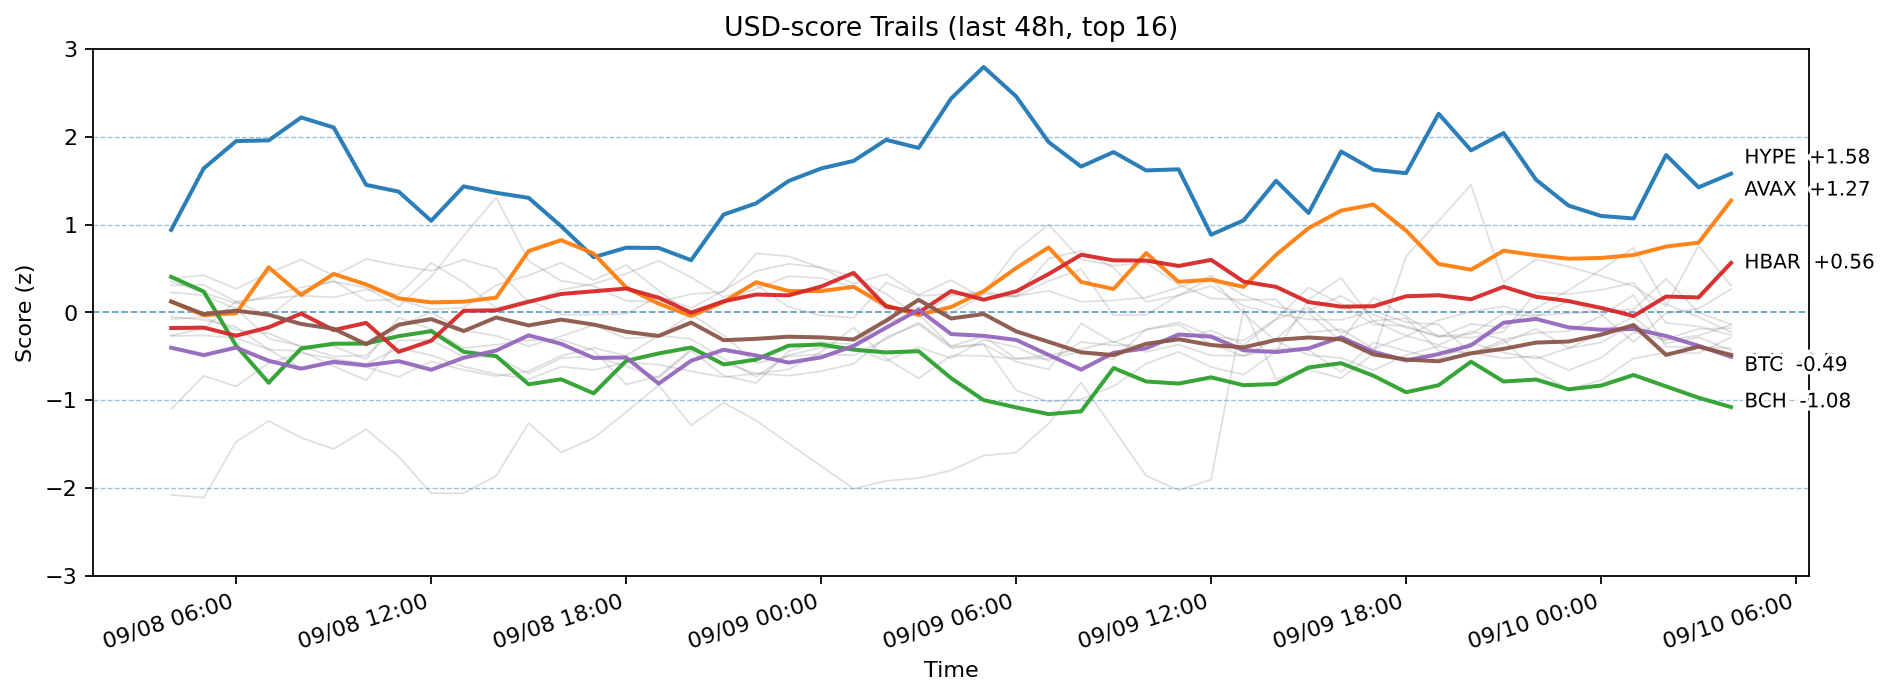 USD-score Trails (last 48h, top 16)
3
2
1
0
−1
−2
−3
Score (z)
HYPE +1.58
AVAX +1.27
HBAR +0.56
BTC -0.49
BCH -1.08
09/08 06:00
09/08 12:00
09/08 18:00
09/09 00:00
09/09 06:00
09/09 12:00
09/09 18:00
09/10 00:00
09/10 06:00
Time